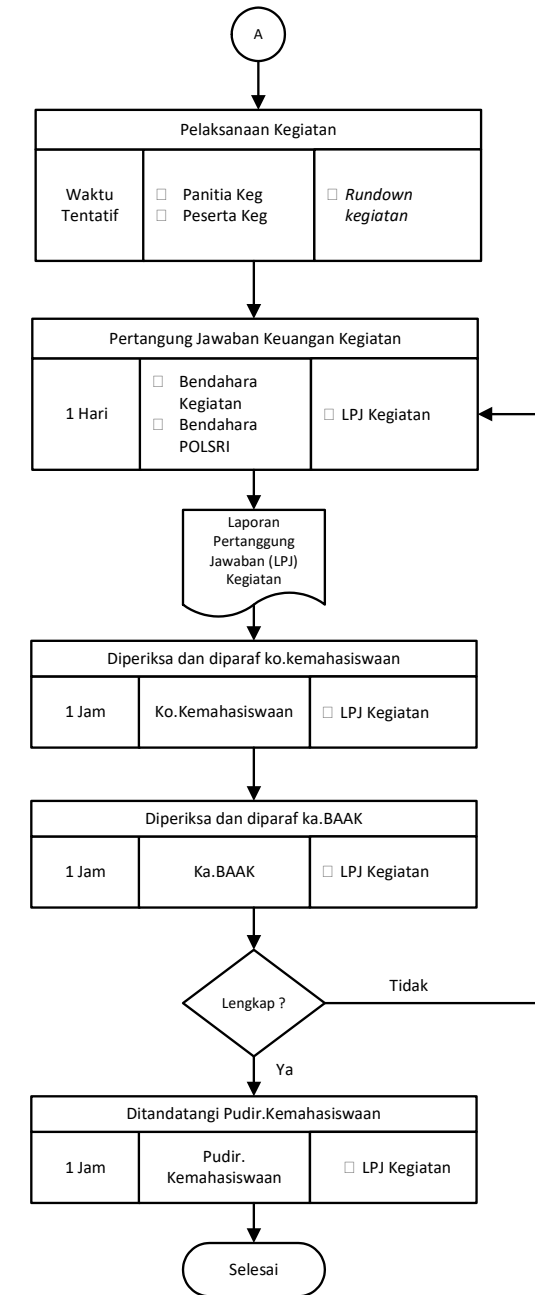 A
Pelaksanaan Kegiatan
Waktu
Tentatif
Panitia Keg
Peserta Keg
Rundown
kegiatan
Pertangung Jawaban Keuangan Kegiatan
1 Hari
Bendahara
Kegiatan
Bendahara
POLSRI
LPJ Kegiatan
Laporan
Pertanggung
Jawaban (LPJ)
Kegiatan
Diperiksa dan diparaf ko.kemahasiswaan
1 Jam
Ko.Kemahasiswaan
LPJ Kegiatan
Diperiksa dan diparaf ka.BAAK
1 Jam
Ka.BAAK
LPJ Kegiatan
Lengkap ?
Tidak
Ya
Ditandatangi Pudir.Kemahasiswaan
1 Jam
Pudir.
Kemahasiswaan
LPJ Kegiatan
Selesai